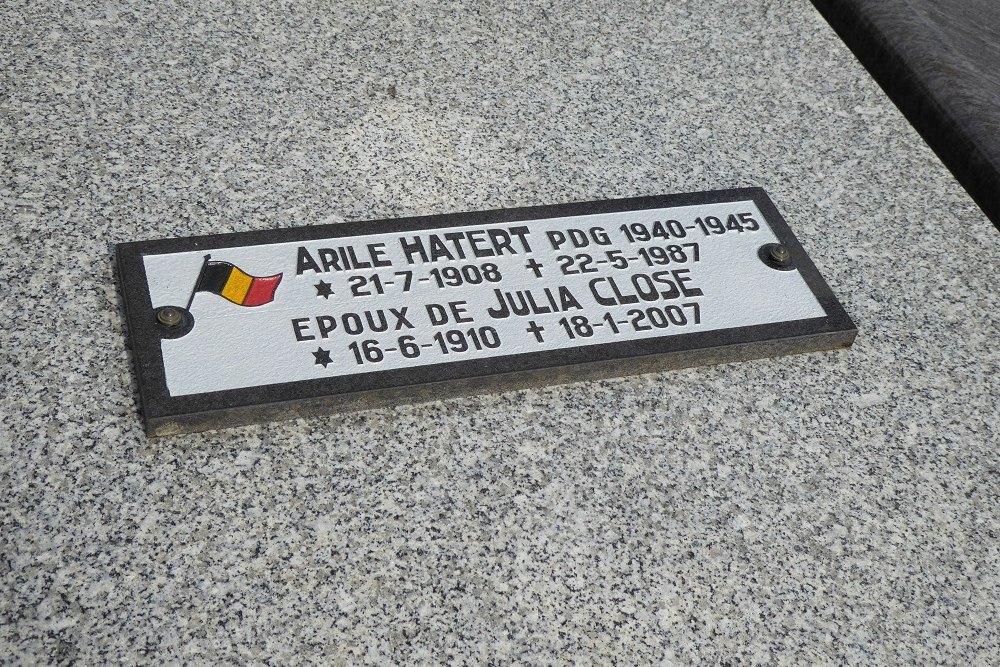 ARILE HATERT PDG 1940-1945
★ 21-7-1908 ✝ 22-5-1987
EPOUX DE JULIA CLOSE
★ 16-6-1910 ✝ 18-1-2007